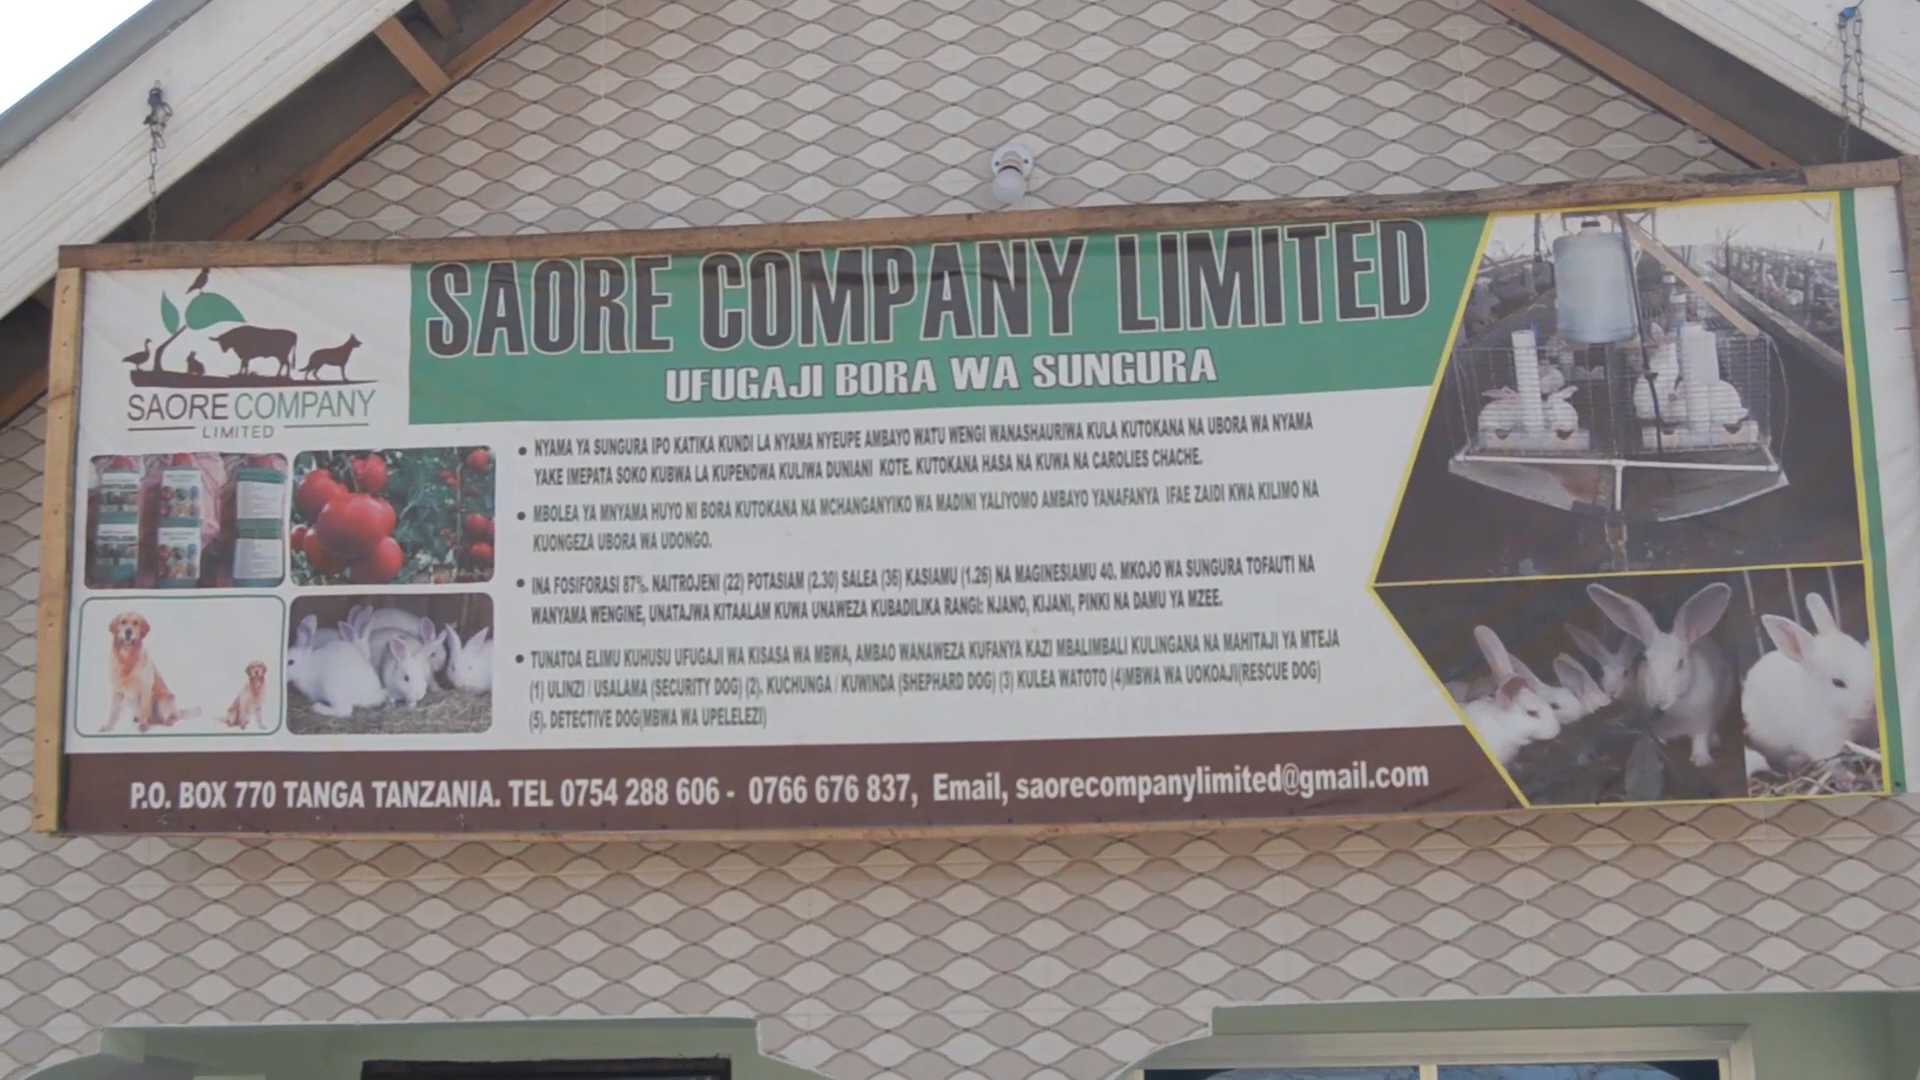 SAORE COMPANY LIMITED
UFUGAJI BORA WA SUNGURA
SAORE COMPANY
LIMITED
• NYAMA YA SUNGURA IPO KATIKA KUNDI LA NYAMA NYEUPE AMBAYO WATU WENGI WANASHAURIWA KULA KUTOKANA NA UBORA WA NYAMA
YAKE IMEPATA SOKO KUBWA LA KUPENDWA KULIWA DUNIANI KOTE. KUTOKANA HASA NA KUWA NA CAROLIES CHACHE.
• MBOLEA YA MNYAMA HUYO NI BORA KUTOKANA NA MCHANGANYIKO WA MADINI YALIYOMO AMBAYO YANAFANYA IFAE ZAIDI KWA KILIMO NA
KUONGEZA UBORA WA UDONGO.
• INA FOSIFORASI 87%. NAITROJENI (22) POTASIAM (2.30) SALEA (36) KASIAMU (1.26) NA MAGINESIAMU 40. MKOJO WA SUNGURA TOFAUTI NA
WANYAMA WENGINE, UNATAJWA KITAALAM KUWA UNAWEZA KUBADILIKA RANGI: NJANO, KIJANI, PINKI NA DAMU YA MZEE.
• TUNATOA ELIMU KUHUSU UFUGAJI WA KISASA WA MBWA, AMBAO WANAWEZA KUFANYA KAZI MBALIMBALI KULINGANA NA MAHITAJI YA MTEJA
(1) ULINZI / USALAMA (SECURITY DOG) (2). KUCHUNGA / KUWINDA (SHEPHARD DOG) (3) KULEA WATOTO (4)MBWA WA UOKOAJI(RESCUE DOG)
(5). DETECTIVE DOG(MBWA WA UPELELEZI)
P.O. BOX 770 TANGA TANZANIA. TEL 0754 288 606 - 0766 676 837, Email, saorecompanylimited@gmail.com